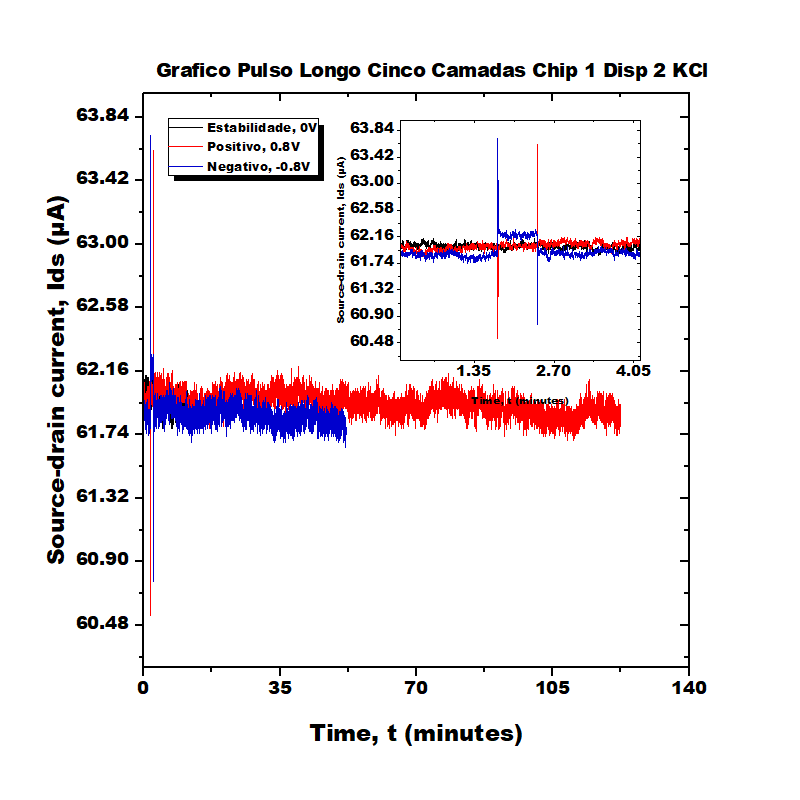 Grafico Pulso Longo Cinco Camadas Chip 1 Disp 2 KCl
Source-drain current, Ids (µA)
63.84
63.42
63.00
62.58
62.16
61.74
61.32
60.90
60.48
Estabilidade, 0V
Positivo, 0.8V
Negativo, -0.8V
Source-drain current, Ids (µA)
63.84
63.42
63.00
62.58
62.16
61.74
61.32
60.90
60.48
1.35 2.70 4.05
Time, t (minutes)
0 35 70 105 140
Time, t (minutes)